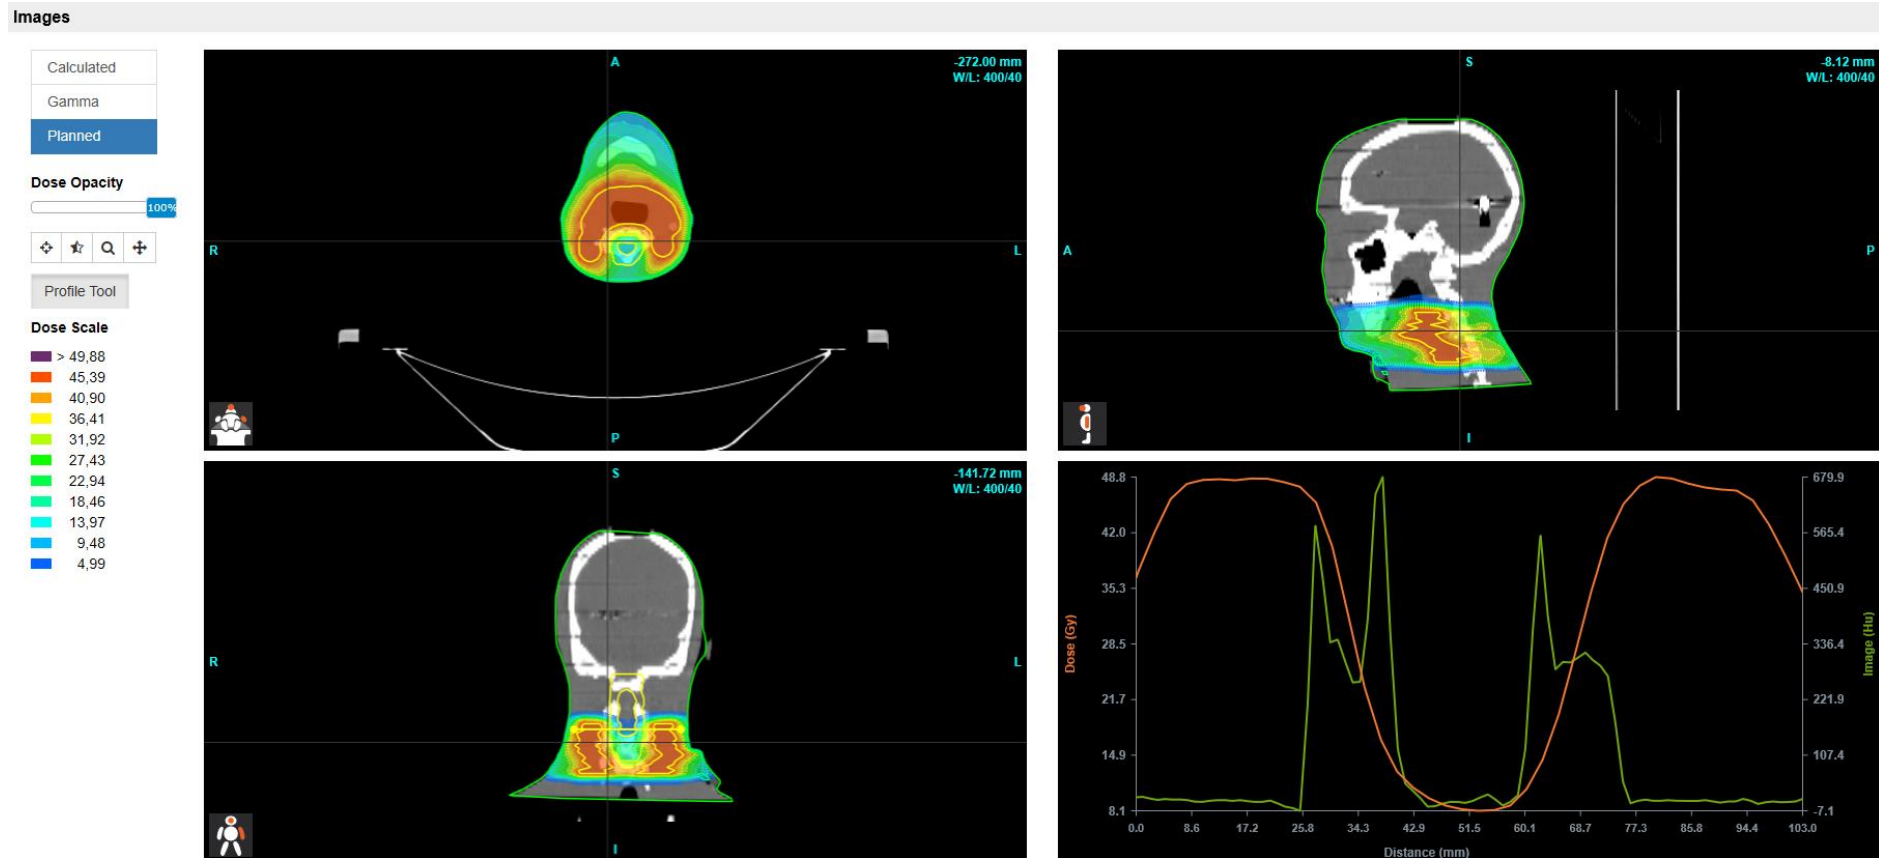 Images
Calculated
Gamma
Planned
Dose Opacity
100%
Profile Tool
Dose Scale
> 49,88
45,39
40,90
36,41
31,92
27,43
22,94
18,46
13,97
9,48
4,99
A
-272.00 mm
W/L: 400/40
R
L
P
S
-8.12 mm
W/L: 400/40
A
P
I
S
-141.72 mm
W/L: 400/40
R
L
I
48.8
42.0
35.3
28.5
21.7
14.9
8.1
Dose (Gy)
679.9
565.4
450.9
336.4
221.9
107.4
-7.1
Image (Hu)
0.0 8.6 17.2 25.8 34.3 42.9 51.5 60.1 68.7 77.3 85.8 94.4 103.0
Distance (mm)